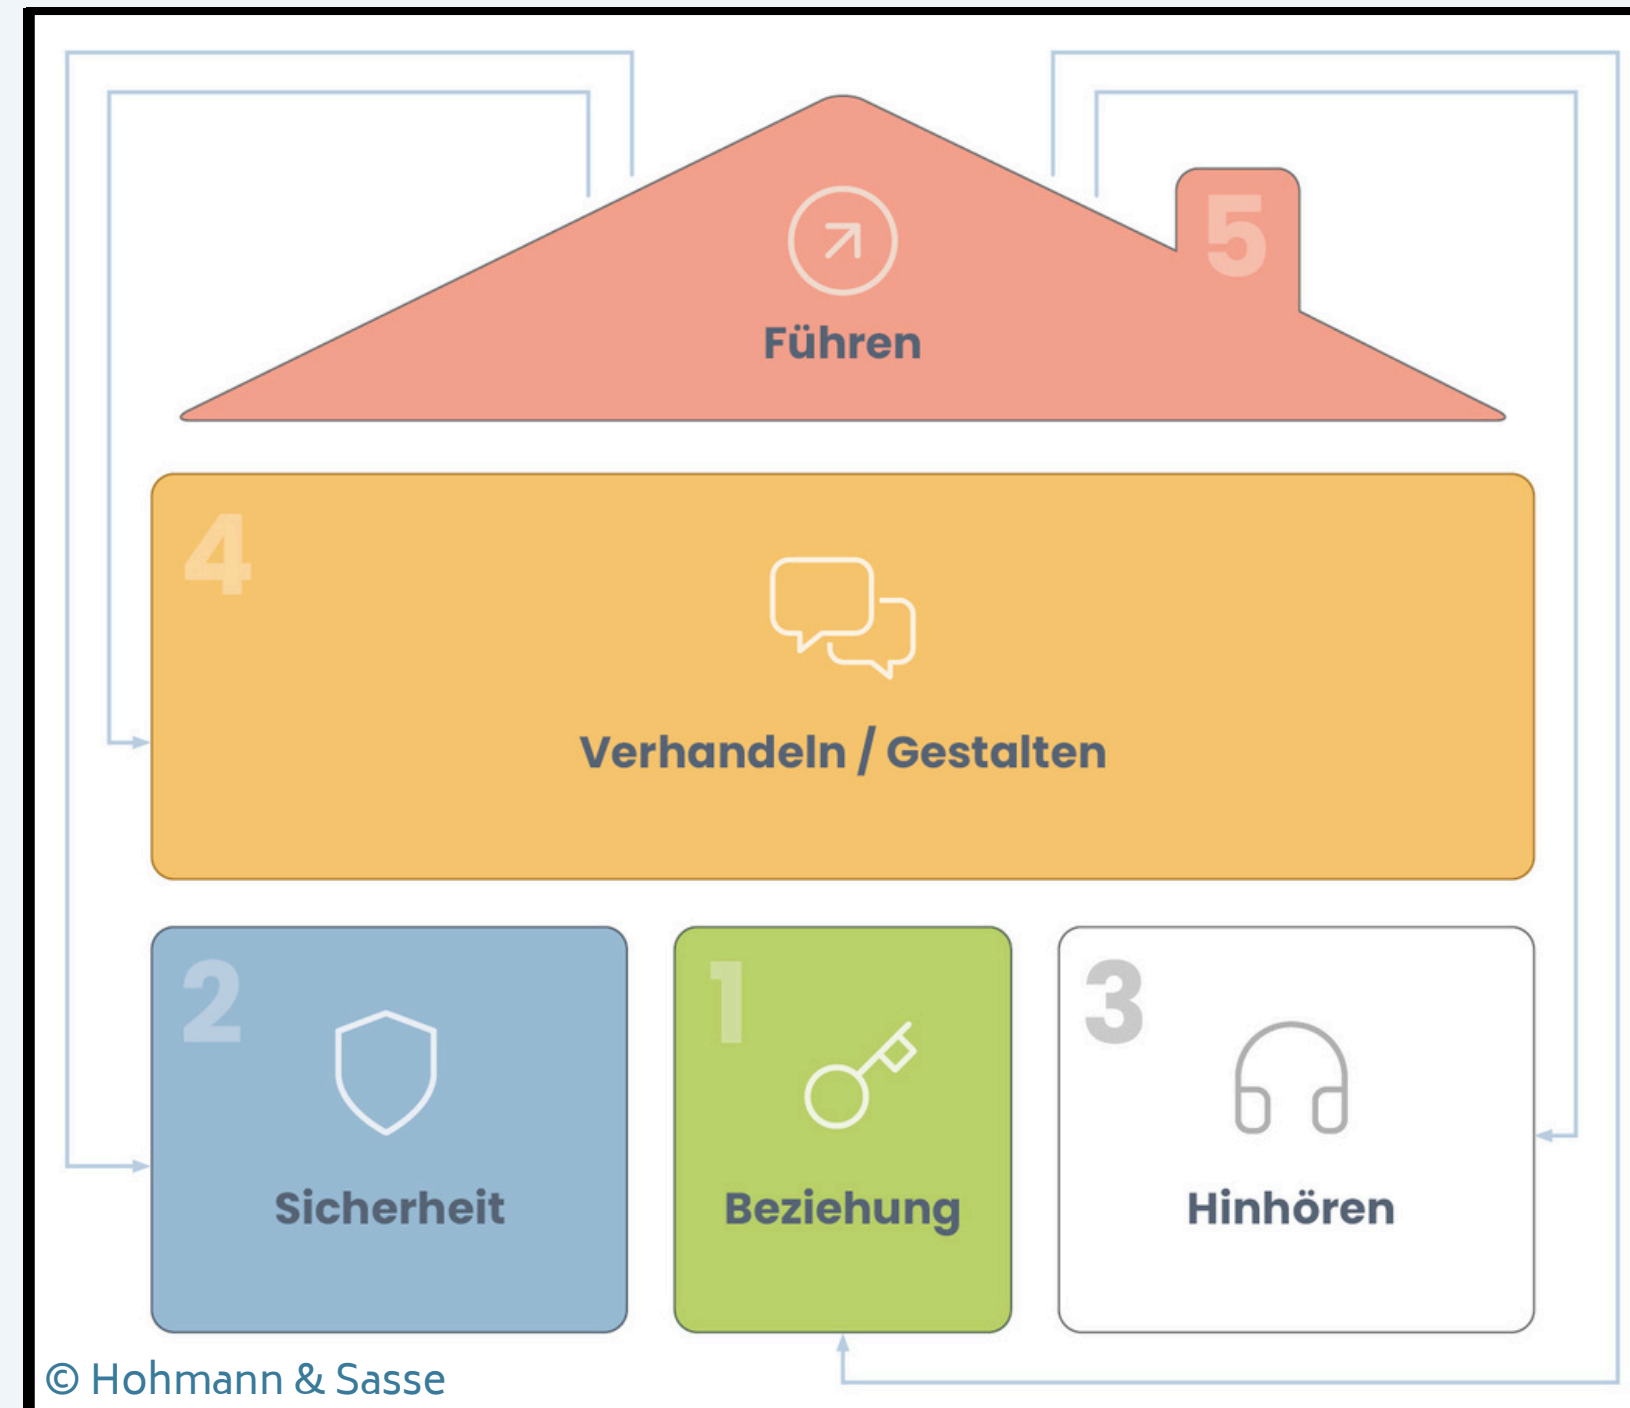 5
Führen
4
Verhandeln / Gestalten
2
1
3
Sicherheit
Beziehung
Hinhören
© Hohmann & Sasse